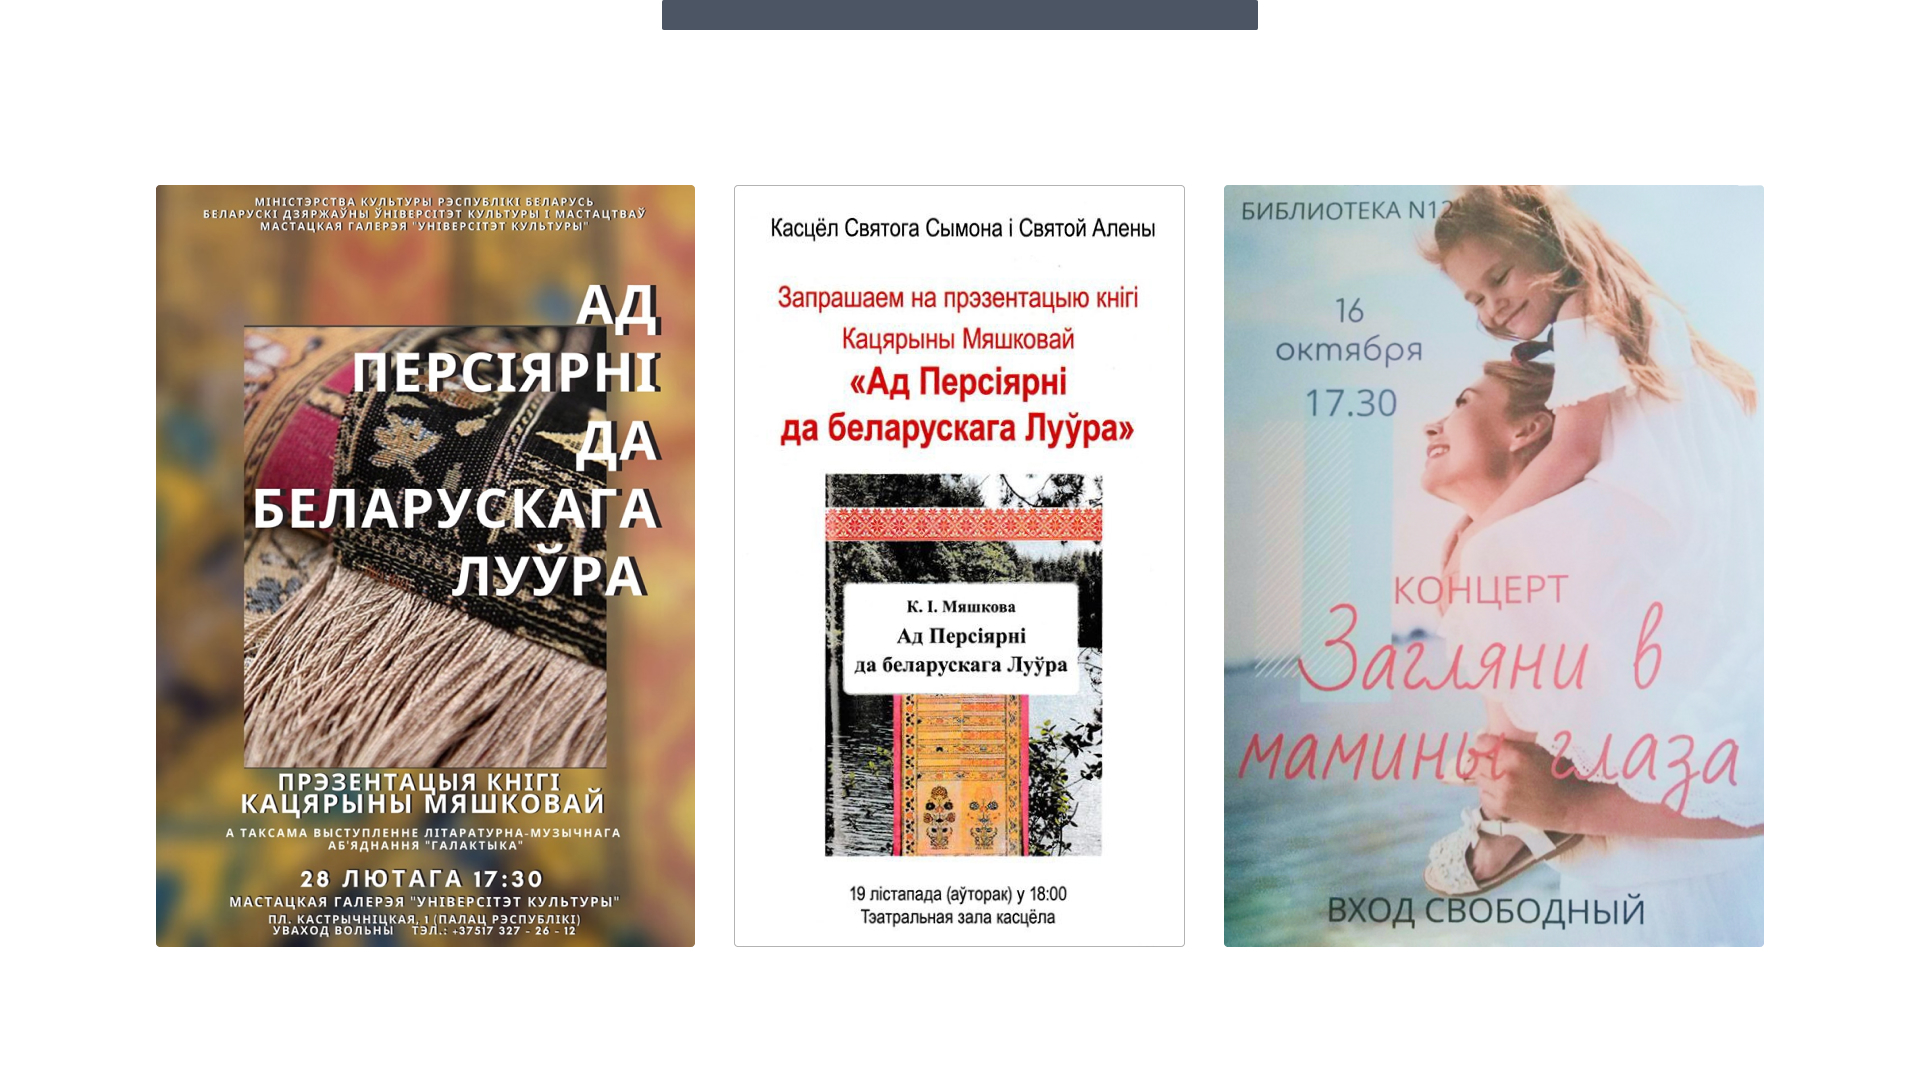 МІНІСТЭРСТВА КУЛЬТУРЫ РЭСПУБЛІКІ БЕЛАРУСЬ
БЕЛАРУСКІ ДЗЯРЖАЎНЫ ЎНІВЕРСІТЭТ КУЛЬТУРЫ І МАСТАЦТВАЎ
МАСТАЦКАЯ ГАЛЕРЭЯ "УНІВЕРСІТЭТ КУЛЬТУРЫ"
АД
ПЕРСІЯРНІ
ДА
БЕЛАРУСКАГА
ЛУЎРА
ПРЭЗЕНТАЦЫЯ КНІГІ
КАЦЯРЫНЫ МЯШКОВАЙ
А ТАКСАМА ВЫСТУПЛЕННЕ ЛІТАРАТУРНА-МУЗЫЧНАГА
АБ'ЯДНАННЯ "ГАЛАКТЫКА"
28 ЛЮТАГА 17:30
МАСТАЦКАЯ ГАЛЕРЭЯ "УНІВЕРСІТЭТ КУЛЬТУРЫ"
ПЛ. КАСТРЫЧНІЦКАЯ, 1 (ПАЛАЦ РЭСПУБЛІКІ)
УВАХОД ВОЛЬНЫ ТЭЛ.: +37517 327 - 26 - 12
Касцёл Святога Сымона і Святой Алены
Запрашаем на прэзентацыю кнігі
Кацярыны Мяшковай
«Ад Персіярні
да беларускага Луўра»
К. І. Мяшкова
Ад Персіярні
да беларускага Луўра
19 лістапада (аўторак) у 18:00
Тэатральная зала касцёла
БИБЛИОТЕКА N12
16
октября
17.30
КОНЦЕРТ
Загляни в
мамины глаза
ВХОД СВОБОДНЫЙ